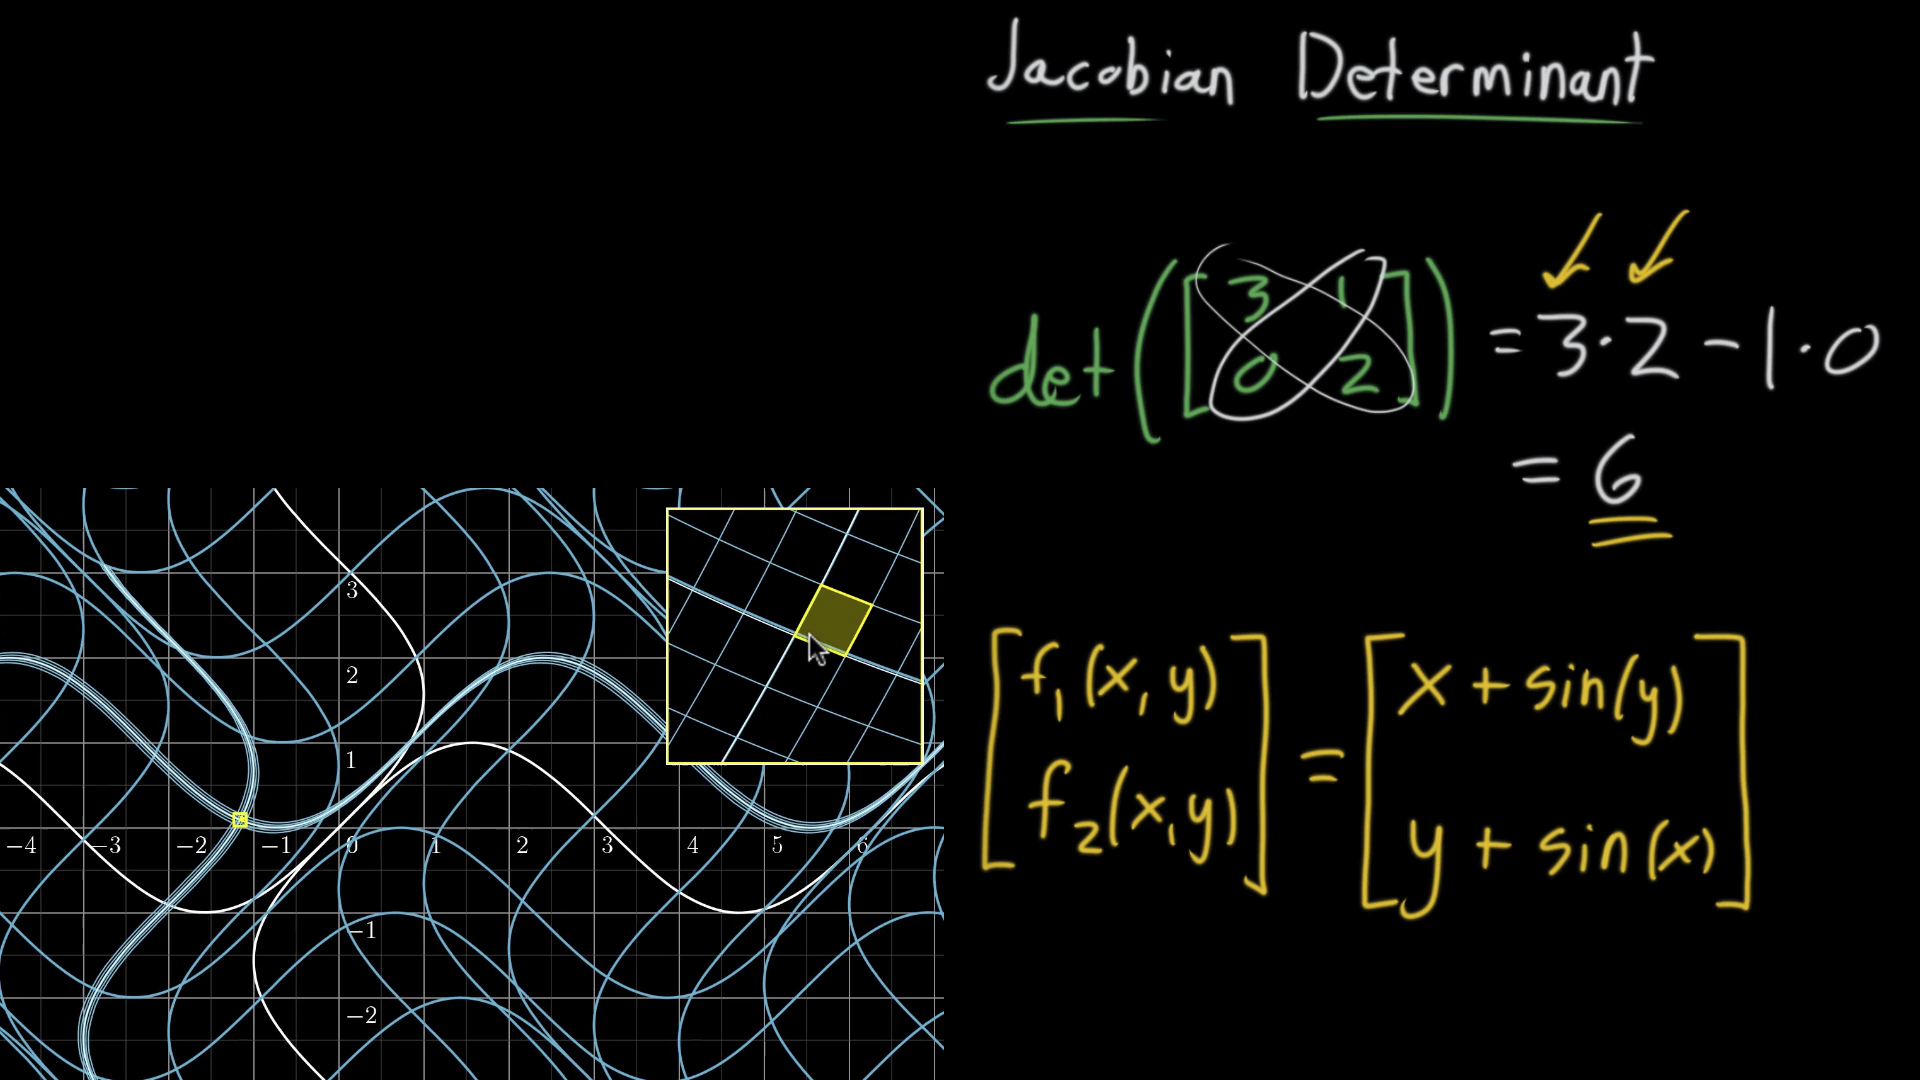 Jacobian Determinant
det([3 1
0 2]) = 3·2 - 1·0
= 6
[f₁(x, y)
f₂(x, y)] = [x + sin(y)
y + sin(x)]
3
2
1
−4 −3 −2 −1 0 1 2 3 4 5 6
−1
−2